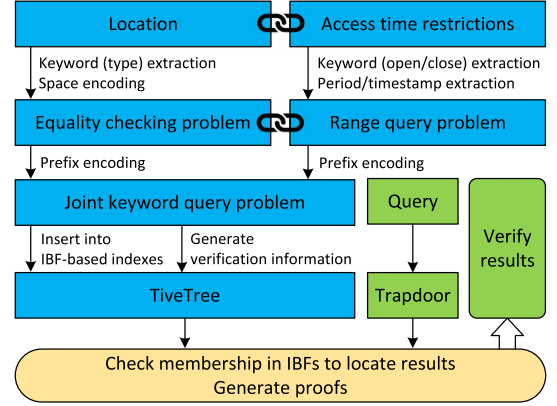 Location
Access time restrictions
Keyword (type) extraction
Space encoding
Keyword (open/close) extraction
Period/timestamp extraction
Equality checking problem
Range query problem
Prefix encoding
Prefix encoding
Joint keyword query problem
Query
Verify
results
Insert into
IBF-based indexes
Generate
verification information
TiveTree
Trapdoor
Check membership in IBFs to locate results
Generate proofs